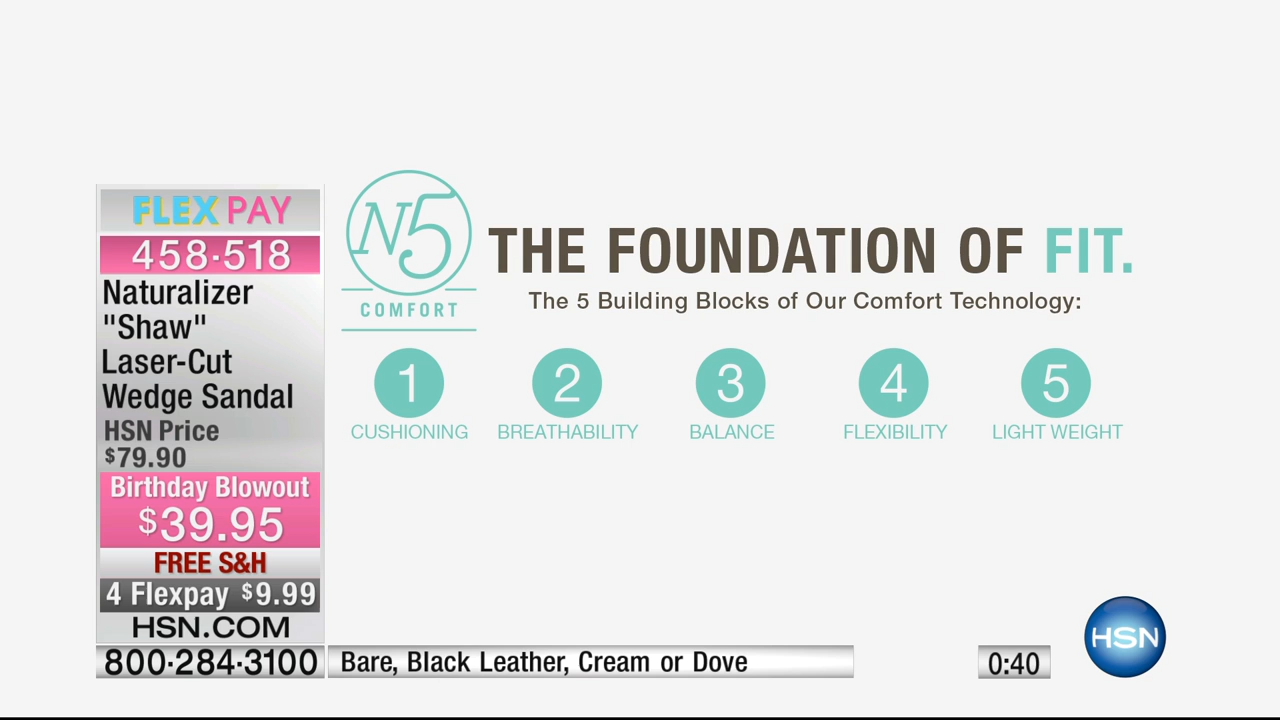 FLEX PAY
458·518
Naturalizer
"Shaw"
Laser-Cut
Wedge Sandal
HSN Price
$79.90
Birthday Blowout
$39.95
FREE S&H
4 Flexpay $9.99
HSN.COM
800·284·3100
N5
COMFORT
THE FOUNDATION OF FIT.
The 5 Building Blocks of Our Comfort Technology:
1 2 3 4 5
CUSHIONING BREATHABILITY BALANCE FLEXIBILITY LIGHT WEIGHT
Bare, Black Leather, Cream or Dove
0:40
HSN